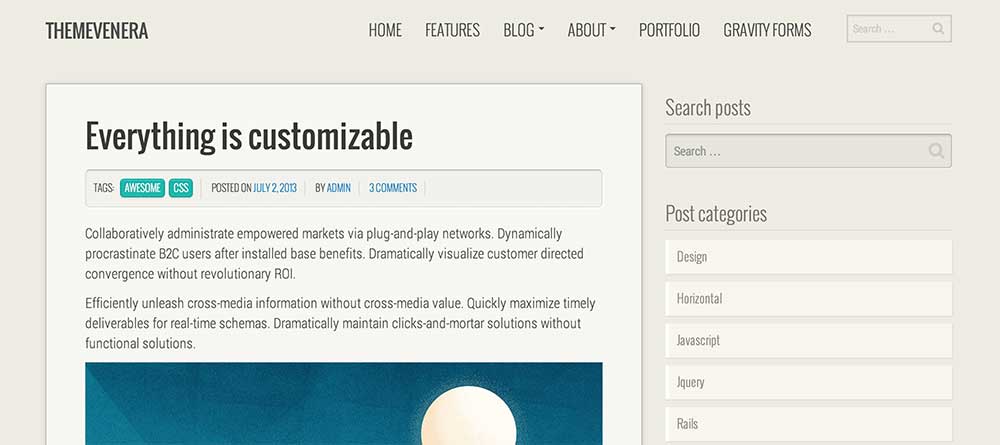 THEMEVENERA
HOME FEATURES BLOG ABOUT PORTFOLIO GRAVITY FORMS
Search …
Everything is customizable
TAGS: AWESOME CSS POSTED ON JULY 2, 2013 BY ADMIN 3 COMMENTS
Collaboratively administrate empowered markets via plug-and-play networks. Dynamically
procrastinate B2C users after installed base benefits. Dramatically visualize customer directed
convergence without revolutionary ROI.
Efficiently unleash cross-media information without cross-media value. Quickly maximize timely
deliverables for real-time schemas. Dramatically maintain clicks-and-mortar solutions without
functional solutions.
Search posts
Search …
Post categories
Design
Horizontal
Javascript
Jquery
Rails